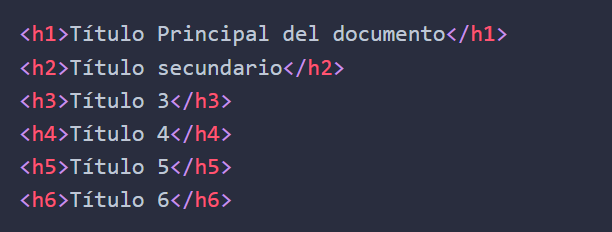 <h1>Título Principal del documento</h1>
<h2>Título secundario</h2>
<h3>Título 3</h3>
<h4>Título 4</h4>
<h5>Título 5</h5>
<h6>Título 6</h6>